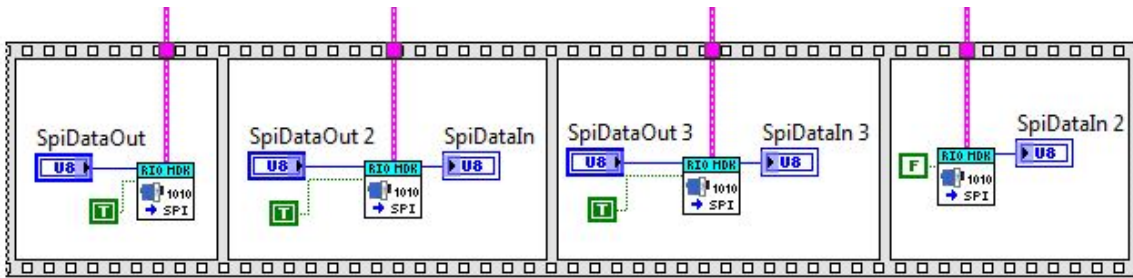 SpiDataOut
U8
RIO MDK
1010
SPI
T
SpiDataOut 2
U8
RIO MDK
1010
SPI
T
SpiDataIn
U8
SpiDataOut 3
U8
RIO MDK
1010
SPI
T
SpiDataIn 3
U8
F
RIO MDK
1010
SPI
SpiDataIn 2
U8